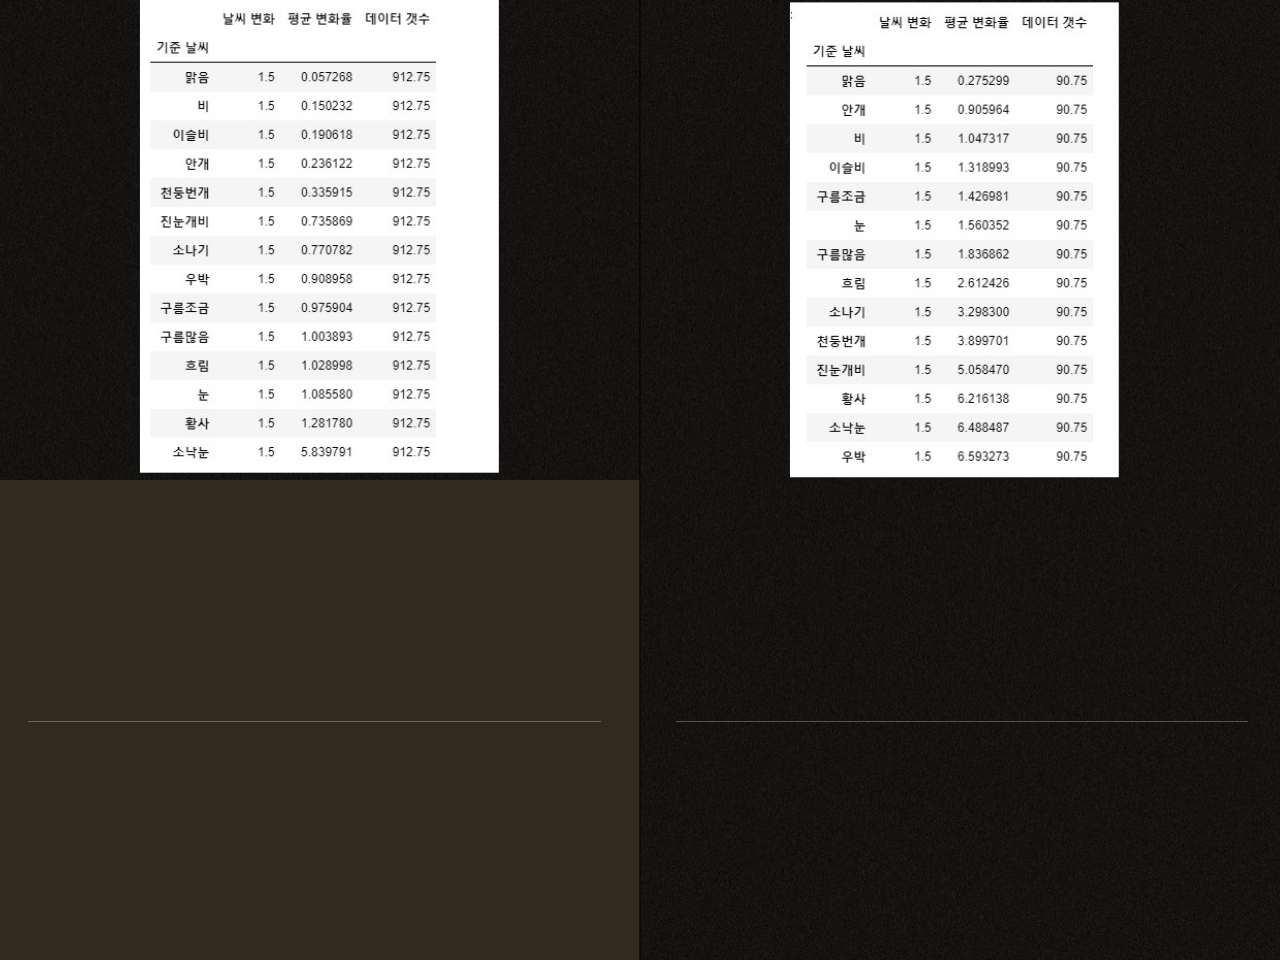 날씨 변화 평균 변화율 데이터 갯수
기준 날씨
맑음 1.5 0.057268 912.75
비 1.5 0.150232 912.75
이슬비 1.5 0.190618 912.75
안개 1.5 0.236122 912.75
천둥번개 1.5 0.335915 912.75
진눈개비 1.5 0.735869 912.75
소나기 1.5 0.770782 912.75
우박 1.5 0.908958 912.75
구름조금 1.5 0.975904 912.75
구름많음 1.5 1.003893 912.75
흐림 1.5 1.028998 912.75
눈 1.5 1.085580 912.75
황사 1.5 1.281780 912.75
소낙눈 1.5 5.839791 912.75
날씨 변화 평균 변화율 데이터 갯수
기준 날씨
맑음 1.5 0.275299 90.75
안개 1.5 0.905964 90.75
비 1.5 1.047317 90.75
이슬비 1.5 1.318993 90.75
구름조금 1.5 1.426981 90.75
눈 1.5 1.560352 90.75
구름많음 1.5 1.836862 90.75
흐림 1.5 2.612426 90.75
소나기 1.5 3.298300 90.75
천둥번개 1.5 3.899701 90.75
진눈개비 1.5 5.058470 90.75
황사 1.5 6.216138 90.75
소낙눈 1.5 6.488487 90.75
우박 1.5 6.593273 90.75